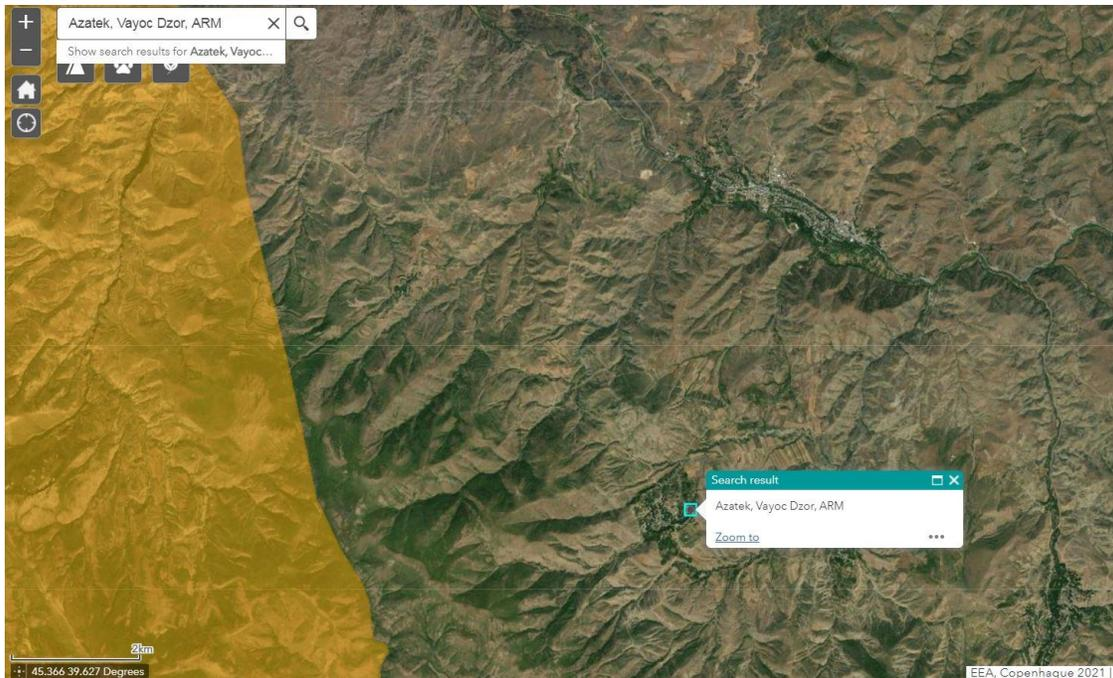 +
Azatek, Vayoc Dzor, ARM
−
Show search results for Azatek, Vayoc...
Search result
Azatek, Vayoc Dzor, ARM
Zoom to
•••
2km
45.366 39.627 Degrees
EEA, Copenhague 2021 |